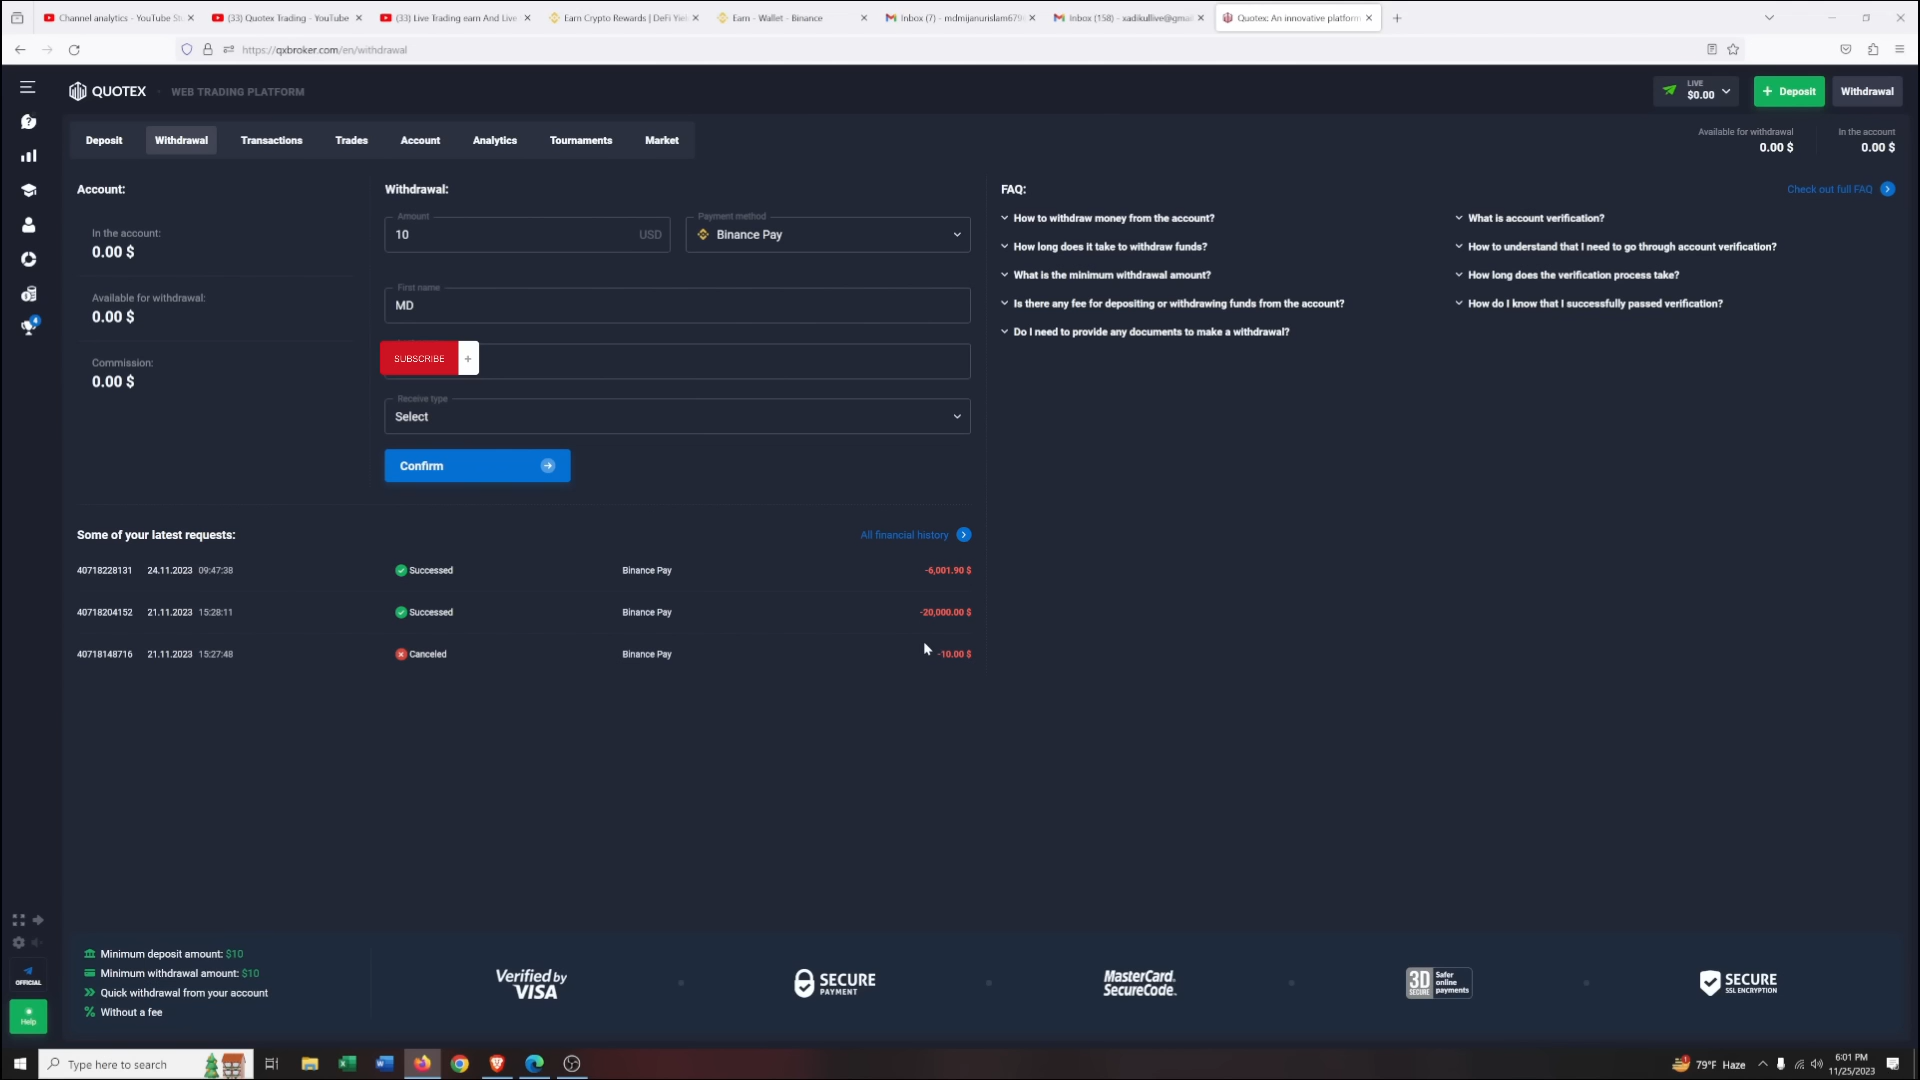 Channel analytics - YouTube St
(33) Quotex Trading - YouTube
(33) Live Trading earn And Live
Earn Crypto Rewards | DeFi Yiel
Earn - Wallet - Binance
Inbox (7) - mdmijanurislam679
Inbox (158) - xadikullive@gmai
Quotex: An innovative platform
https://qxbroker.com/en/withdrawal
QUOTEX
WEB TRADING PLATFORM
LIVE
$0.00
+ Deposit
Withdrawal
Deposit
Withdrawal
Transactions
Trades
Account
Analytics
Tournaments
Market
Available for withdrawal
0.00 $
In the account
0.00 $
Account:
In the account:
0.00 $
Available for withdrawal:
0.00 $
Commission:
0.00 $
Withdrawal:
Amount
10 USD
Payment method
Binance Pay
First name
MD
SUBSCRIBE +
Receive type
Select
Confirm
FAQ:
Check out full FAQ
How to withdraw money from the account?
How long does it take to withdraw funds?
What is the minimum withdrawal amount?
Is there any fee for depositing or withdrawing funds from the account?
Do I need to provide any documents to make a withdrawal?
What is account verification?
How to understand that I need to go through account verification?
How long does the verification process take?
How do I know that I successfully passed verification?
4
Some of your latest requests:
All financial history
40718228131 24.11.2023 09:47:38 Successed Binance Pay -6,001.90 $
40718204152 21.11.2023 15:28:11 Successed Binance Pay -20,000.00 $
40718148716 21.11.2023 15:27:48 Canceled Binance Pay -10.00 $
OFFICIAL
Help
Minimum deposit amount: $10
Minimum withdrawal amount: $10
Quick withdrawal from your account
Without a fee
Verified by
VISA
SECURE
PAYMENT
MasterCard.
SecureCode.
3D
SECURE
Safer
online
payments
SECURE
SSL ENCRYPTION
Type here to search
79°F Haze
6:01 PM
11/25/2023